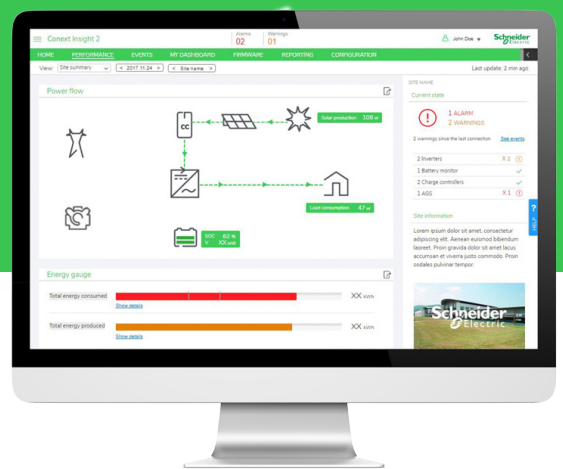 Conext Insight 2
Alarms
02
Warnings
01
John Doe
Schneider
Electric
HOME PERFORMANCE EVENTS MY DASHBOARD FIRMWARE REPORTING CONFIGURATION
View: Site summary < 2017.11.24 > < Site name > Last update: 2 min ago
Power flow
CC
Solar production 108 w
Load consumption 47 w
SOC 62 %
V XX volt
Energy gauge
Total energy consumed XX kWh
Show details
Total energy produced XX kWh
Show details
SITE NAME
Current state
1 ALARM
2 WARNINGS
2 warnings since the last connection See events
2 Inverters X 2
1 Battery monitor
2 Charge controllers
1 AGS X 1
? HELP
Site information
Lorem ipsum dolor sit amet, consectetur
adipiscing elit. Aenean euismod bibendum
laoreet. Proin gravida dolor sit amet lacus
accumsan et viverra justo commodo. Proin
sodales pulvinar tempor.
Schneider
Electric